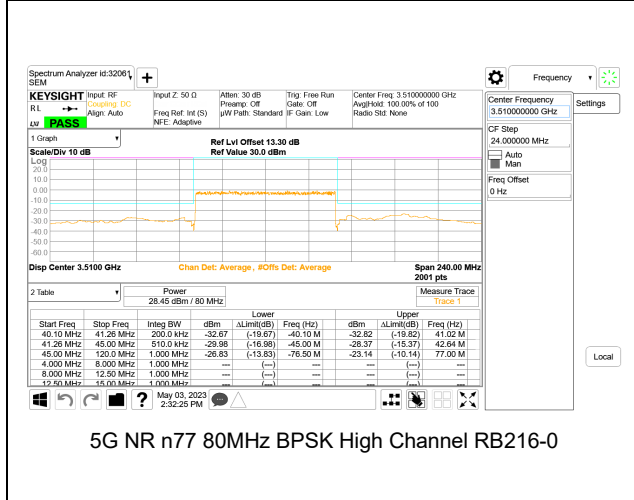 Spectrum Analyzer id:32061
SEM
Frequency
KEYSIGHT
RL
LXI PASS
Input: RF
Coupling: DC
Align: Auto
Input Z: 50 Ω
Freq Ref: Int (S)
NFE: Adaptive
Atten: 30 dB
Preamp: Off
µW Path: Standard
Trig: Free Run
Gate: Off
IF Gain: Low
Center Freq: 3.510000000 GHz
Avg|Hold: 100.00% of 100
Radio Std: None
Center Frequency
3.510000000 GHz
Settings
CF Step
24.000000 MHz
Auto
Man
Freq Offset
0 Hz
Local
1 Graph
Scale/Div 10 dB
Ref Lvl Offset 13.30 dB
Ref Value 30.0 dBm
Log
20.0
10.0
0.00
-10.0
-20.0
-30.0
-40.0
-50.0
-60.0
Disp Center 3.5100 GHz
Chan Det: Average, #Offs Det: Average
Span 240.00 MHz
2001 pts
2 Table
Power
28.45 dBm / 80 MHz
Measure Trace
Trace 1
Lower Upper
Start Freq Stop Freq Integ BW dBm ΔLimit(dB) Freq (Hz) dBm ΔLimit(dB) Freq (Hz)
40.10 MHz 41.26 MHz 200.0 kHz -32.67 (-19.67) -40.10 M -32.82 (-19.82) 41.02 M
41.26 MHz 45.00 MHz 510.0 kHz -29.98 (-16.98) -45.00 M -28.37 (-15.37) 42.64 M
45.00 MHz 120.0 MHz 1.000 MHz -26.83 (-13.83) -76.50 M -23.14 (-10.14) 77.00 M
4.000 MHz 8.000 MHz 1.000 MHz --- (---) --- (---)
8.000 MHz 12.50 MHz 1.000 MHz --- (---) --- (---)
12.50 MHz 15.00 MHz 1.000 MHz --- (---) --- (---)
May 03, 2023
2:32:25 PM
5G NR n77 80MHz BPSK High Channel RB216-0